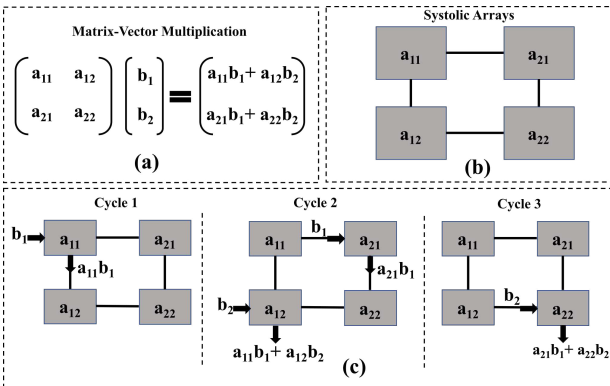 Matrix-Vector Multiplication
a11 a12 b1 a11b1+ a12b2
=
a21 a22 b2 a21b1+ a22b2
(a)
Systolic Arrays
a11 a21
a12 a22
(b)
Cycle 1
b1 a11 a21
a11b1
a12 a22
Cycle 2
a11 b1 a21
a21b1
b2 a12 a22
a11b1+ a12b2
Cycle 3
a11 a21
a12 b2 a22
a21b1+ a22b2
(c)